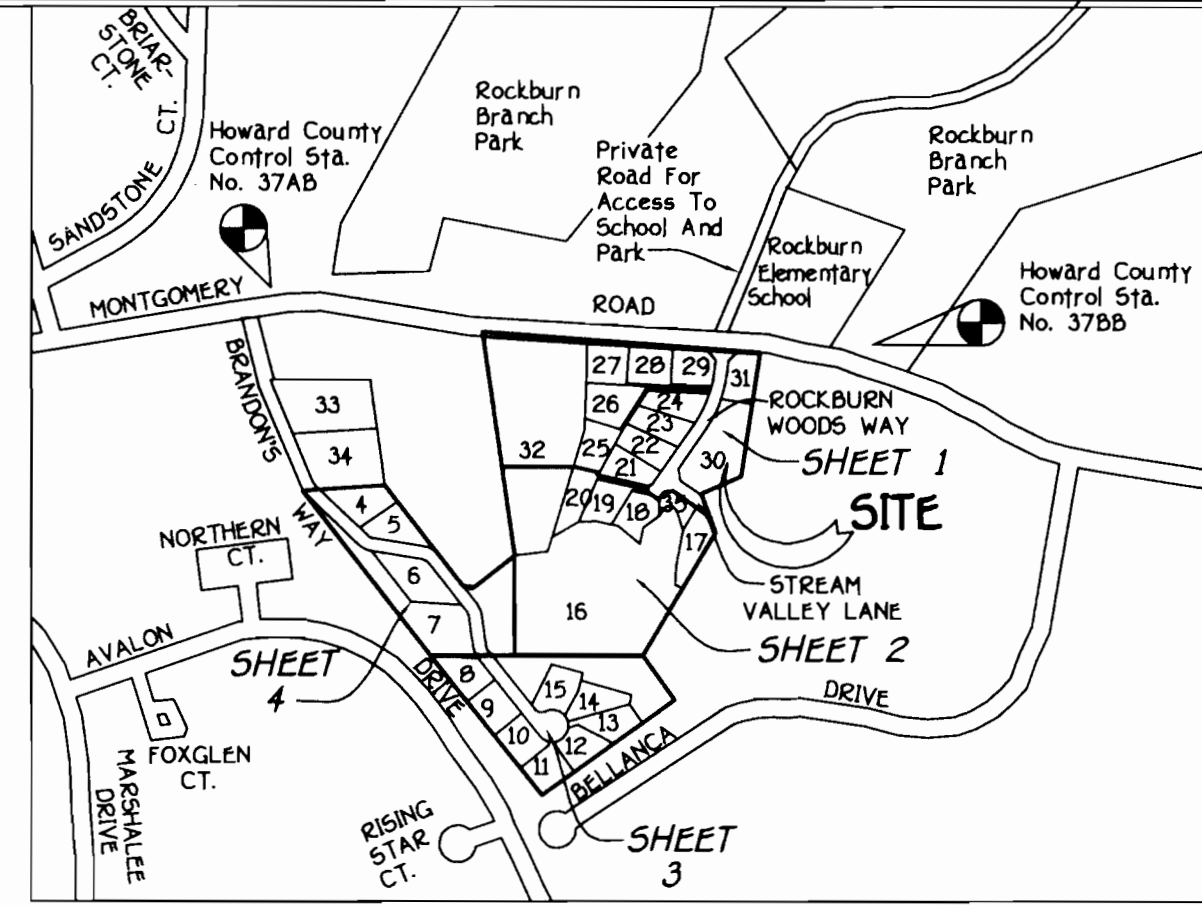 BRIAR-
STONE
CT.
SANDSTONE CT.
Howard County
Control Sta.
No. 37AB
Rockburn
Branch
Park
Private
Road For
Access To
School And
Park
Rockburn
Branch
Park
Rockburn
Elementary
School
Howard County
Control Sta.
No. 37BB
MONTGOMERY ROAD
BRANDON'S WAY
33
34
27 28 29
31
26
24
23
22
21
25
32
30
ROCKBURN
WOODS WAY
SHEET 1
SITE
20 19 18 35
17
4
5
6
7
16
STREAM
VALLEY LANE
SHEET 2
NORTHERN
CT.
AVALON DRIVE
SHEET
4
8
9
10
11
15
14
13
12
BELLANCA DRIVE
FOXGLEN
CT.
MARSHALEE
DRIVE
RISING
STAR
CT.
SHEET
3